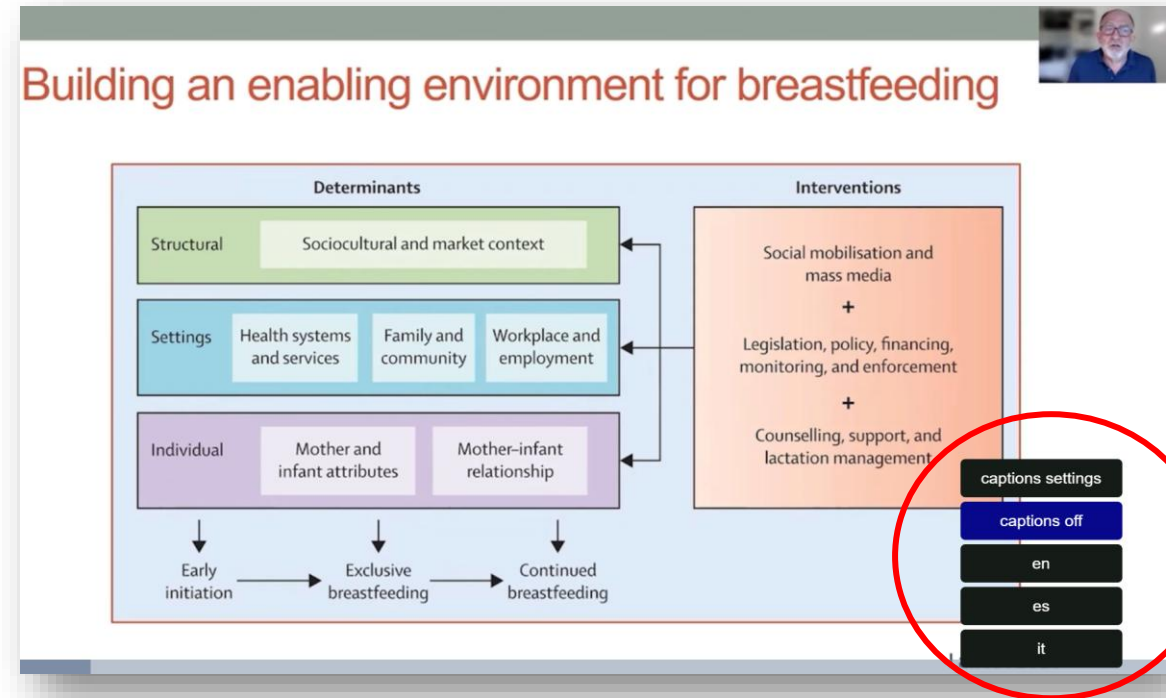 Building an enabling environment for breastfeeding
Determinants
Interventions
Structural
Sociocultural and market context
Settings
Health systems
and services
Family and
community
Workplace and
employment
Individual
Mother and
infant attributes
Mother–infant
relationship
Early
initiation
Exclusive
breastfeeding
Continued
breastfeeding
Social mobilisation and
mass media
+
Legislation, policy, financing,
monitoring, and enforcement
+
Counselling, support, and
lactation management
captions settings
captions off
en
es
it